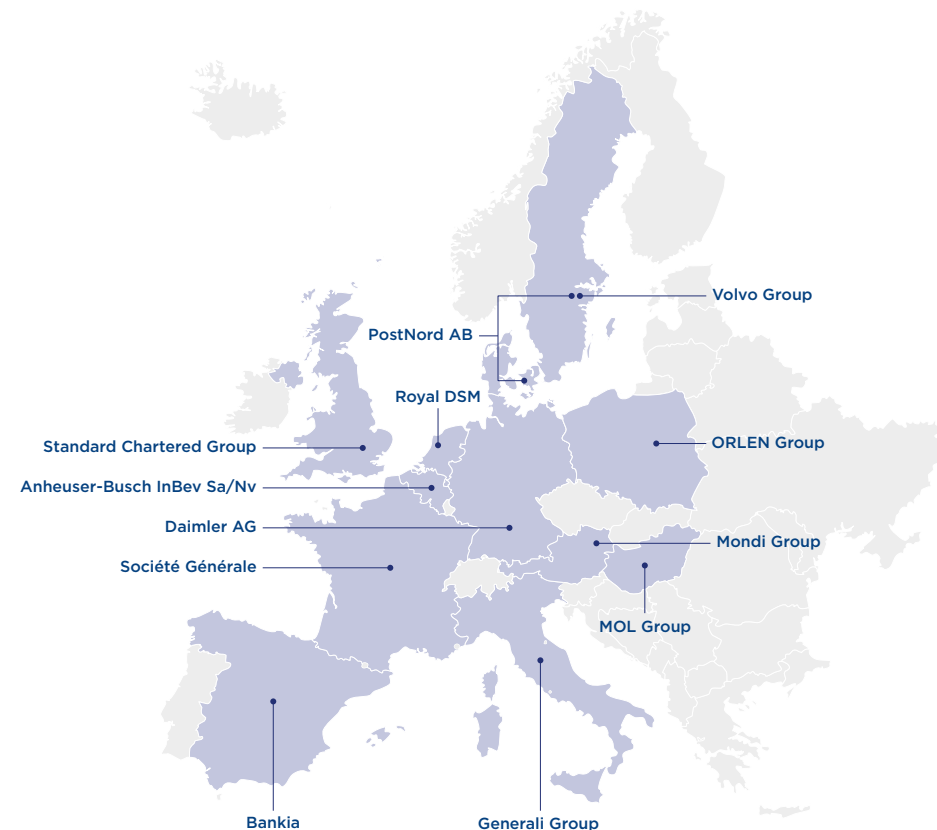 Volvo Group
PostNord AB
Royal DSM
ORLEN Group
Standard Chartered Group
Anheuser-Busch InBev Sa/Nv
Daimler AG
Mondi Group
Société Générale
MOL Group
Bankia
Generali Group